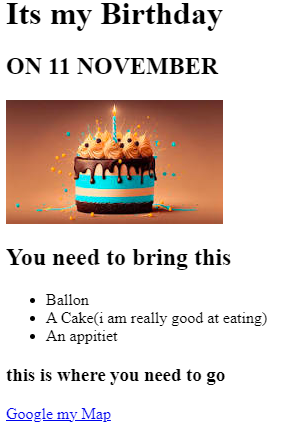 Its my Birthday
ON 11 NOVEMBER
You need to bring this
Ballon
A Cake(i am really good at eating)
An appitiet
this is where you need to go
Google my Map